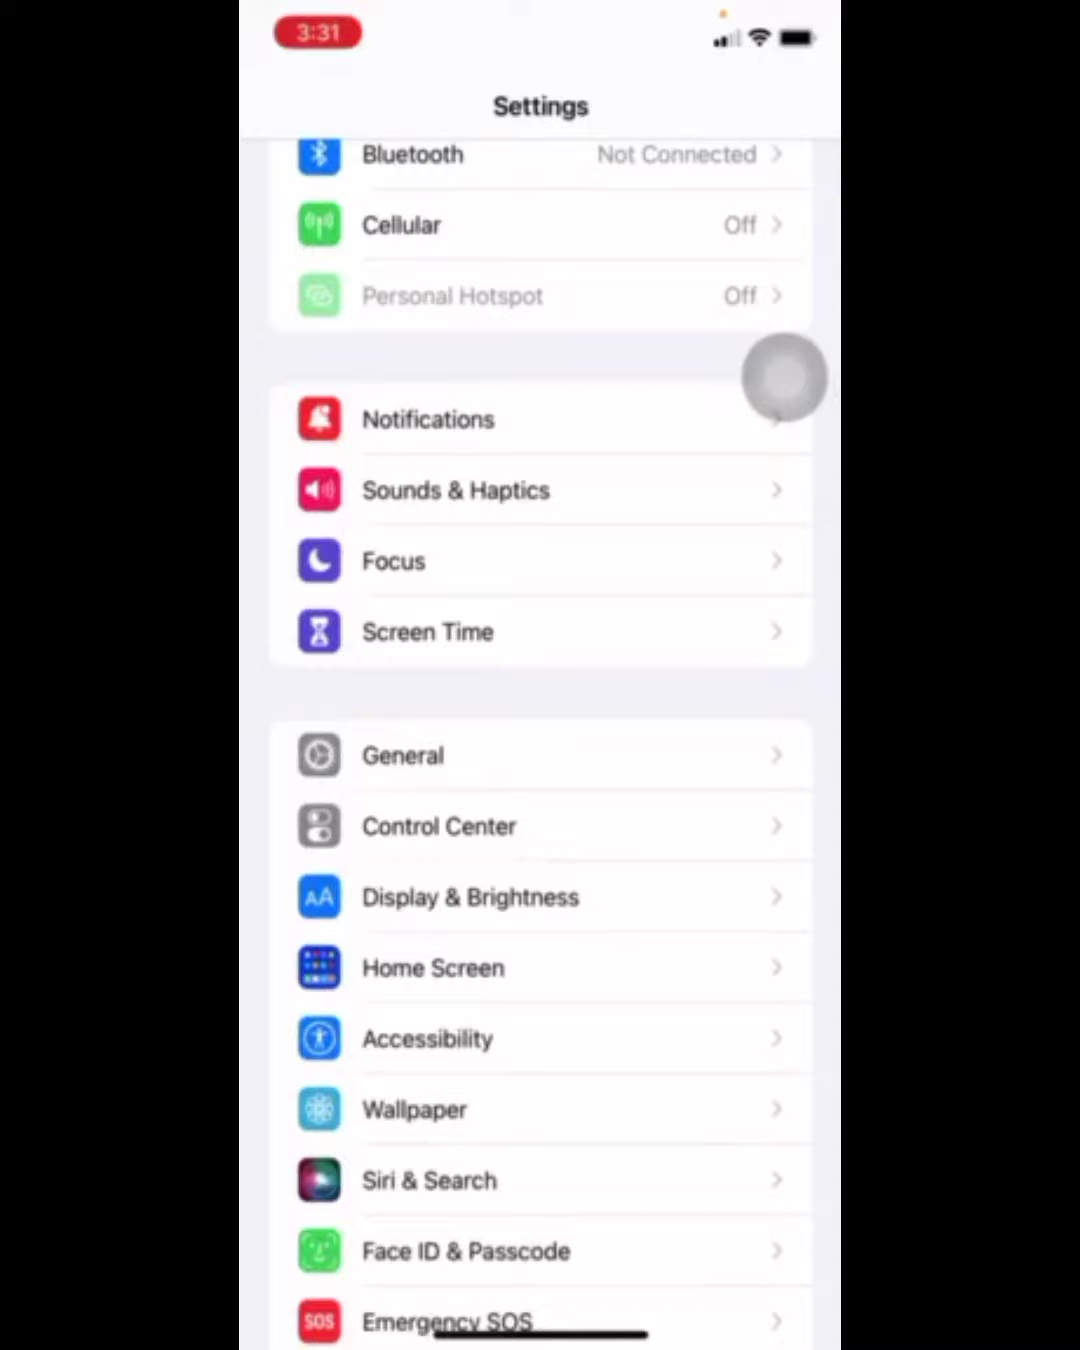 3:31
Settings
Bluetooth Not Connected
Cellular Off
Personal Hotspot Off
Notifications
Sounds & Haptics
Focus
Screen Time
General
Control Center
AA Display & Brightness
Home Screen
Accessibility
Wallpaper
Siri & Search
Face ID & Passcode
SOS Emergency SOS